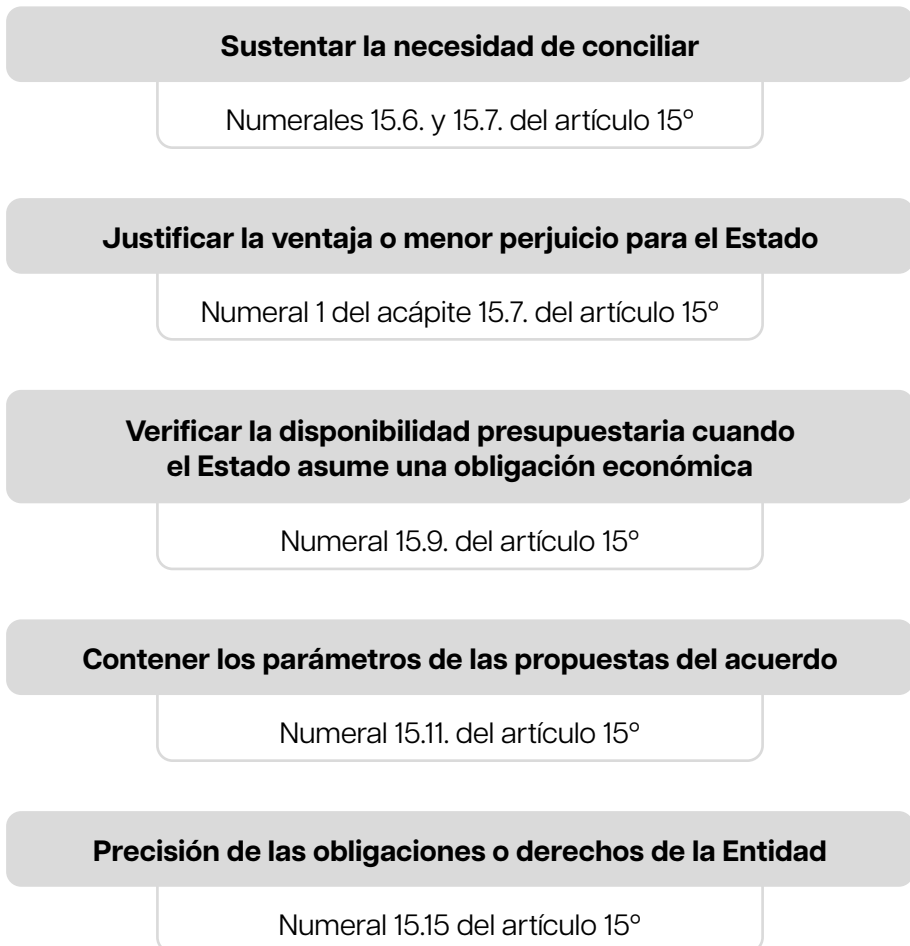 Sustentar la necesidad de conciliar
Numerales 15.6. y 15.7. del artículo 15°
Justificar la ventaja o menor perjuicio para el Estado
Numeral 1 del acápite 15.7. del artículo 15°
Verificar la disponibilidad presupuestaria cuando
el Estado asume una obligación económica
Numeral 15.9. del artículo 15°
Contener los parámetros de las propuestas del acuerdo
Numeral 15.11. del artículo 15°
Precisión de las obligaciones o derechos de la Entidad
Numeral 15.15 del artículo 15°